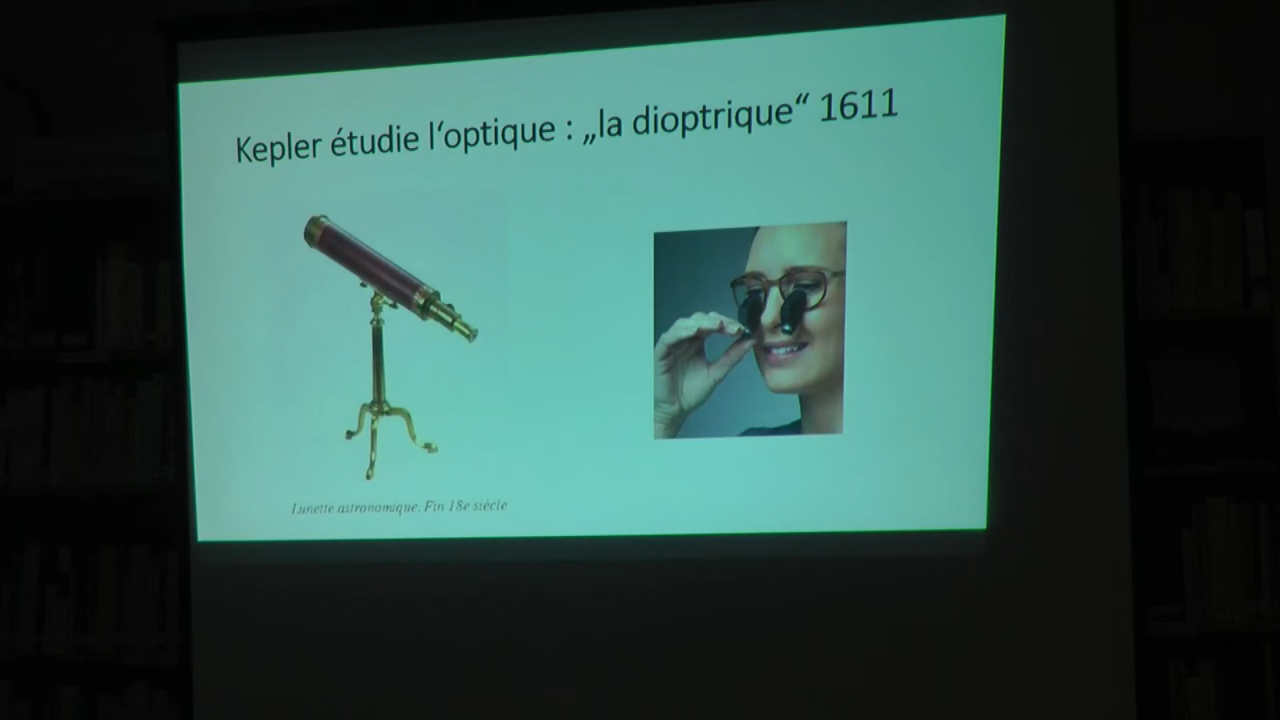 Kepler étudie l‘optique : „la dioptrique“ 1611
Lunette astronomique. Fin 18e siècle